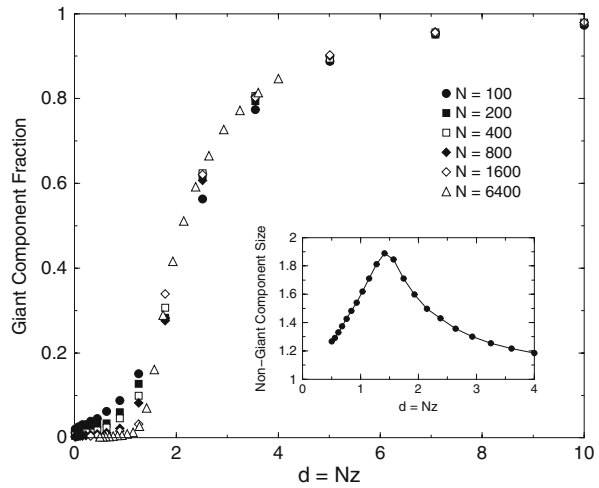 1
0.8
0.6
0.4
0.2
0
Giant Component Fraction
0 2 4 6 8 10
d = Nz
N = 100
N = 200
N = 400
N = 800
N = 1600
N = 6400
2
1.8
1.6
1.4
1.2
1
Non−Giant Component Size
0 1 2 3 4
d = Nz